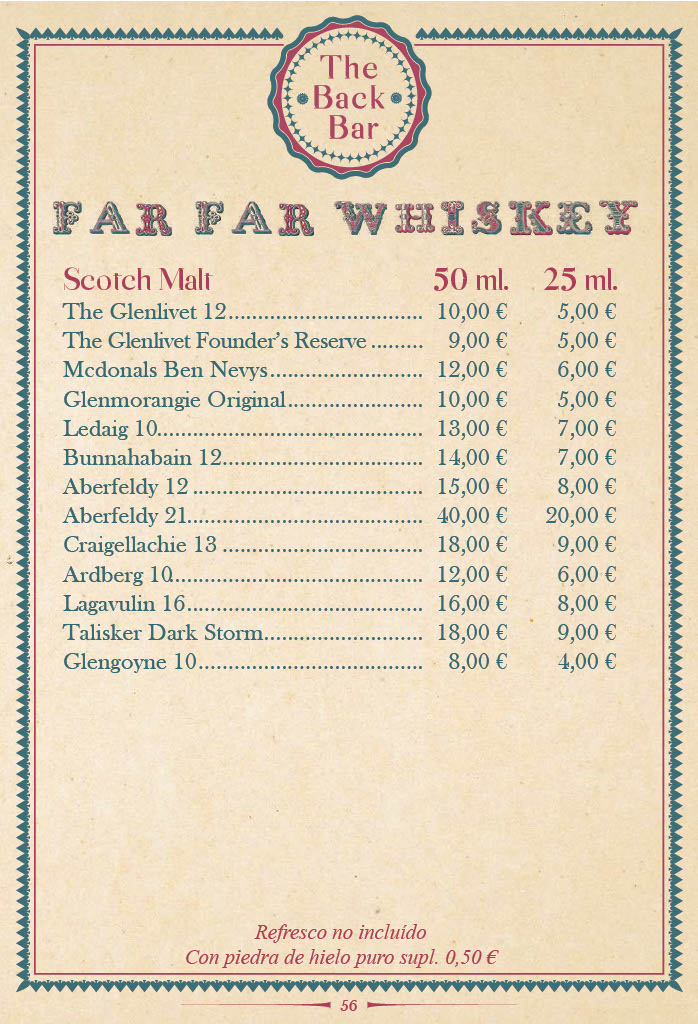 The
Back
Bar
FAR FAR WHISKEY
Scotch Malt 50 ml. 25 ml.
The Glenlivet 12.............................. 10,00 € 5,00 €
The Glenlivet Founder’s Reserve ........ 9,00 € 5,00 €
Mcdonals Ben Nevys........................ 12,00 € 6,00 €
Glenmorangie Original..................... 10,00 € 5,00 €
Ledaig 10......................................... 13,00 € 7,00 €
Bunnahabain 12............................... 14,00 € 7,00 €
Aberfeldy 12 .................................... 15,00 € 8,00 €
Aberfeldy 21..................................... 40,00 € 20,00 €
Craigellachie 13 ............................... 18,00 € 9,00 €
Ardberg 10....................................... 12,00 € 6,00 €
Lagavulin 16..................................... 16,00 € 8,00 €
Talisker Dark Storm......................... 18,00 € 9,00 €
Glengoyne 10................................... 8,00 € 4,00 €
Refresco no incluído
Con piedra de hielo puro supl. 0,50 €
56